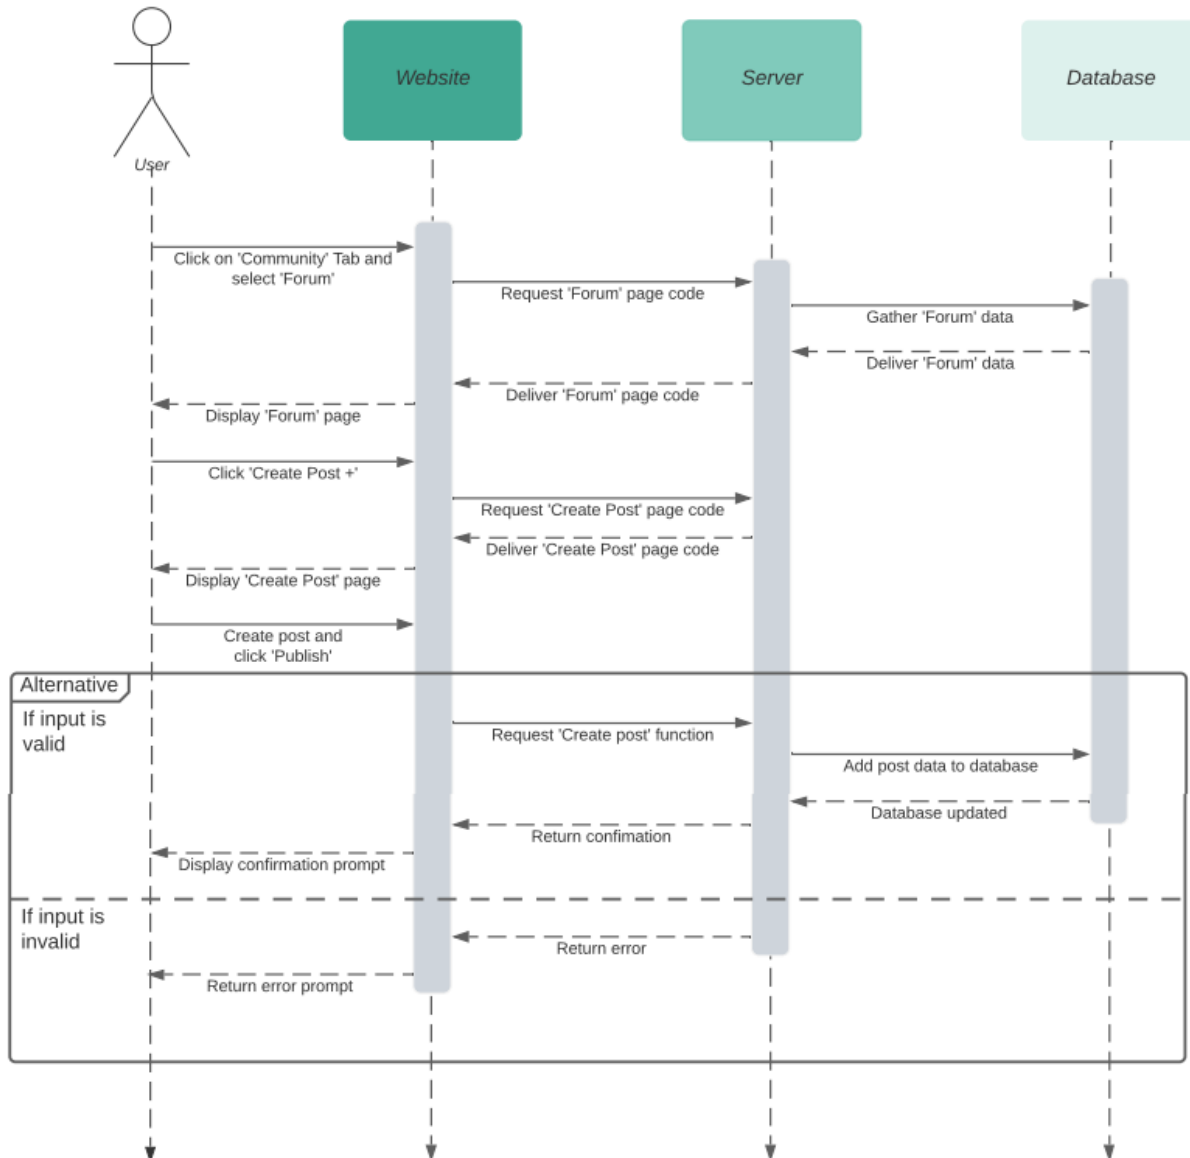 Website
Server
Database
User
Click on 'Community' Tab and
select 'Forum'
Request 'Forum' page code
Gather 'Forum' data
Deliver 'Forum' data
Deliver 'Forum' page code
Display 'Forum' page
Click 'Create Post +'
Request 'Create Post' page code
Deliver 'Create Post' page code
Display 'Create Post' page
Create post and
click 'Publish'
Alternative
If input is
valid
Request 'Create post' function
Add post data to database
Database updated
Return confimation
Display confirmation prompt
If input is
invalid
Return error
Return error prompt